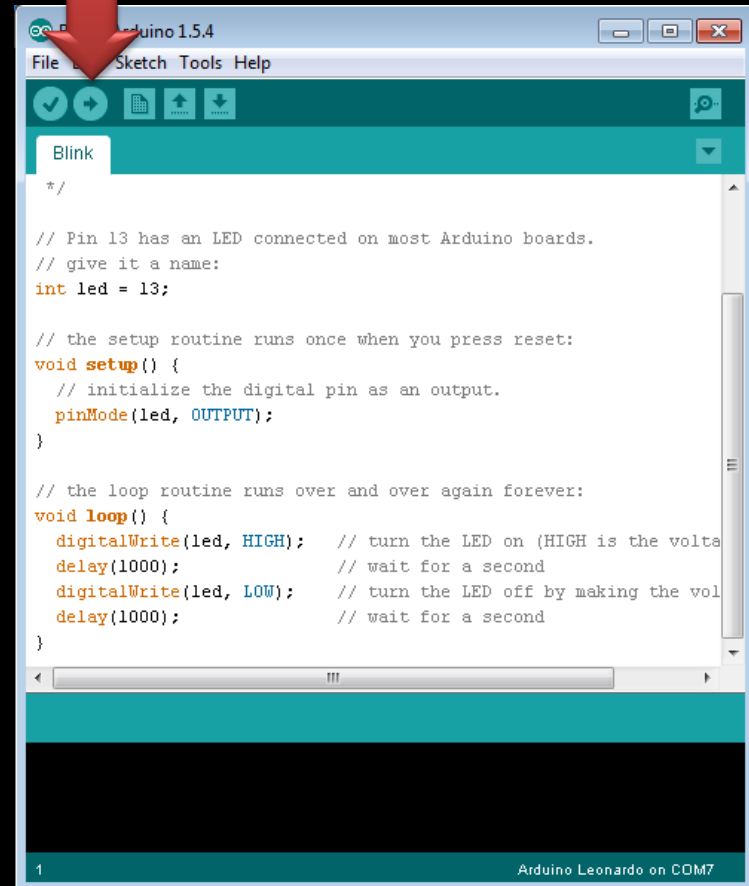 Arduino 1.5.4
File Sketch Tools Help
Blink
*/
// Pin 13 has an LED connected on most Arduino boards.
// give it a name:
int led = 13;
// the setup routine runs once when you press reset:
void setup() {
// initialize the digital pin as an output.
pinMode(led, OUTPUT);
}
// the loop routine runs over and over again forever:
void loop() {
digitalWrite(led, HIGH); // turn the LED on (HIGH is the volta
delay(1000); // wait for a second
digitalWrite(led, LOW); // turn the LED off by making the vol
delay(1000); // wait for a second
}
1 Arduino Leonardo on COM7